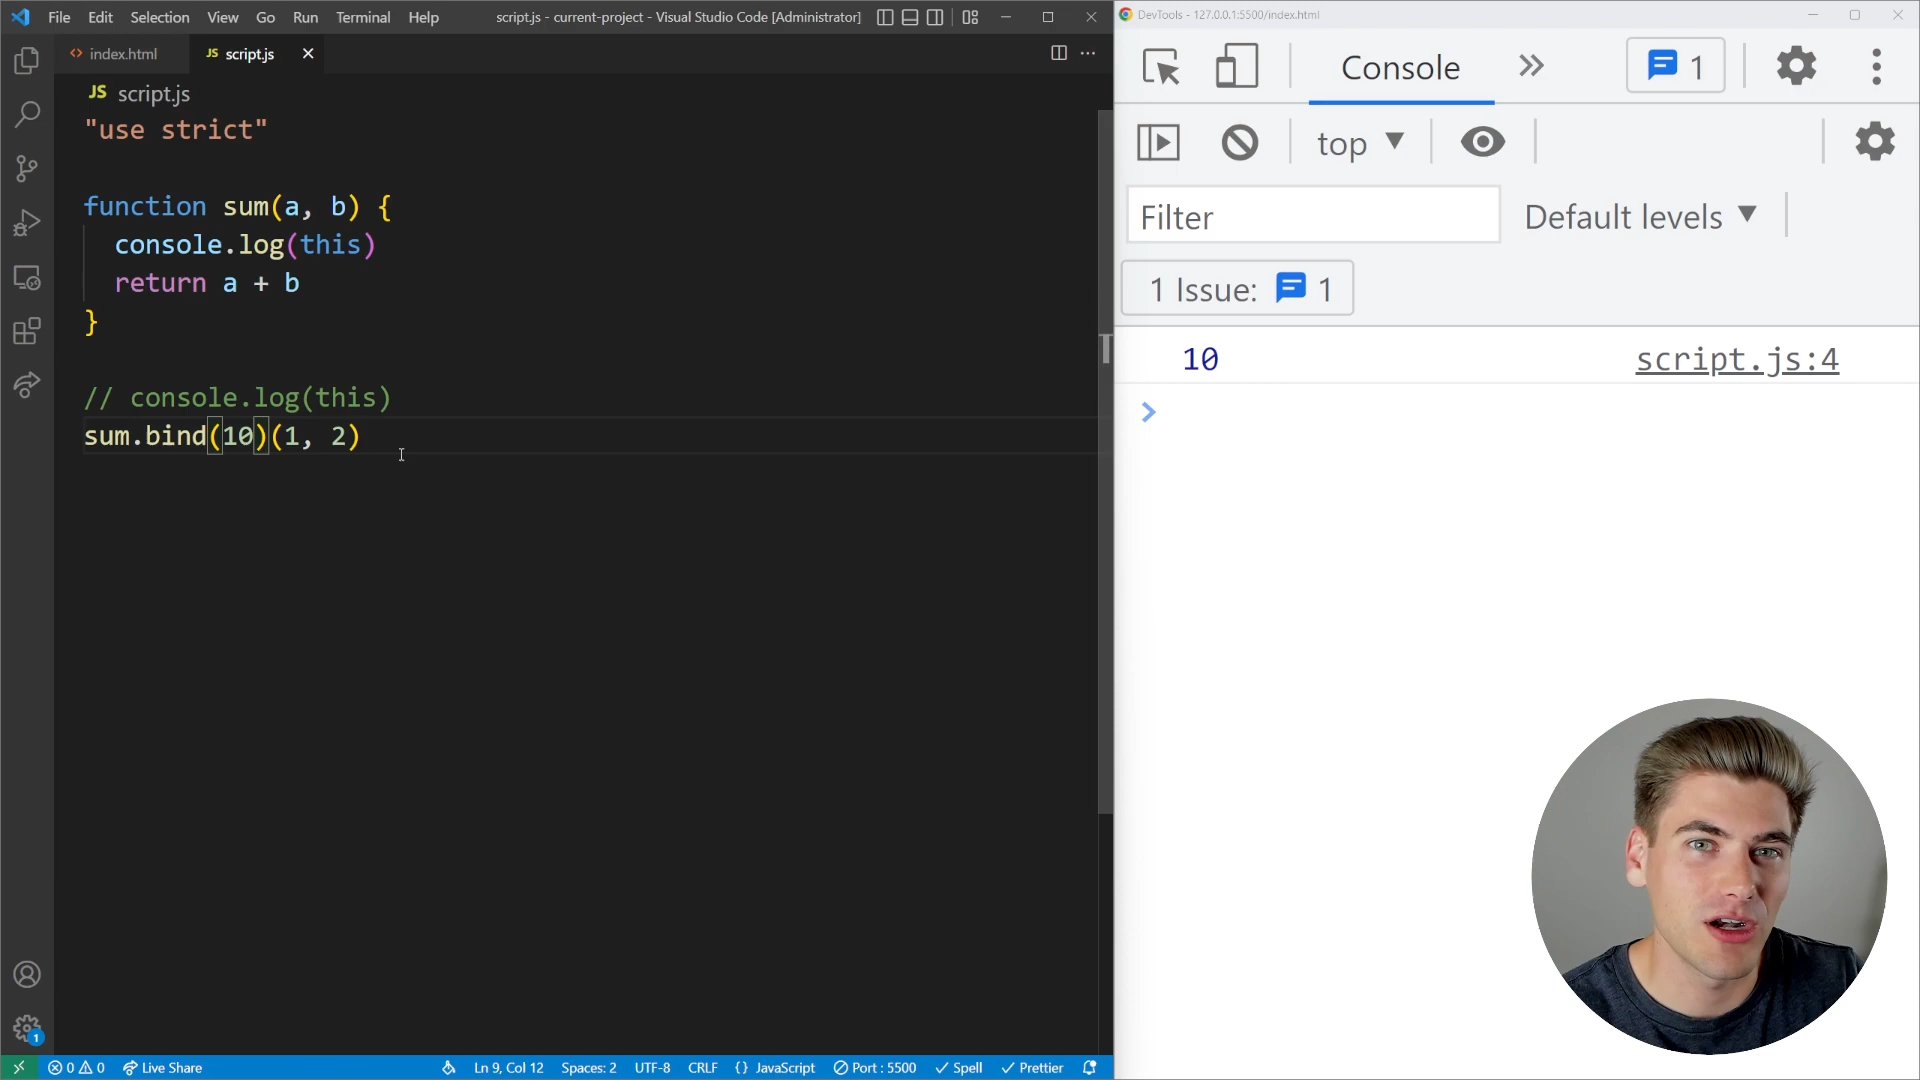 File Edit Selection View Go Run Terminal Help script.js - current-project - Visual Studio Code [Administrator]
index.html JS script.js
JS script.js
"use strict"
function sum(a, b) {
console.log(this)
return a + b
}
// console.log(this)
sum.bind(10)(1, 2)
0 0 Live Share Ln 9, Col 12 Spaces: 2 UTF-8 CRLF {} JavaScript Port : 5500 Spell Prettier
1
DevTools - 127.0.0.1:5500/index.html
Console 1
top
Filter Default levels
1 Issue: 1
10 script.js:4